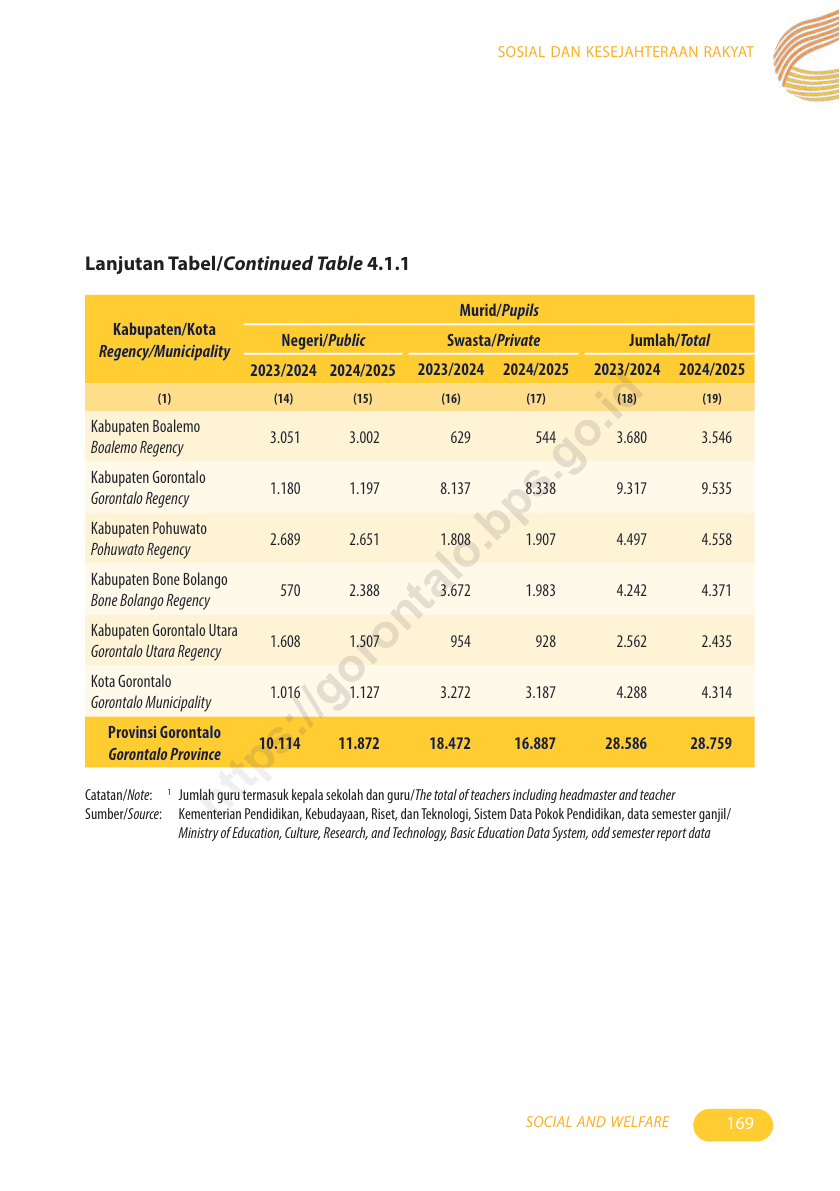 SOSIAL DAN KESEJAHTERAAN RAKYAT
Lanjutan Tabel/Continued Table 4.1.1
Kabupaten/Kota
Regency/Municipality
Murid/Pupils
Negeri/Public Swasta/Private Jumlah/Total
2023/2024 2024/2025 2023/2024 2024/2025 2023/2024 2024/2025
(1) (14) (15) (16) (17) (18) (19)
Kabupaten Boalemo
Boalemo Regency
3.051 3.002 629 544 3.680 3.546
Kabupaten Gorontalo
Gorontalo Regency
1.180 1.197 8.137 8.338 9.317 9.535
Kabupaten Pohuwato
Pohuwato Regency
2.689 2.651 1.808 1.907 4.497 4.558
Kabupaten Bone Bolango
Bone Bolango Regency
570 2.388 3.672 1.983 4.242 4.371
Kabupaten Gorontalo Utara
Gorontalo Utara Regency
1.608 1.507 954 928 2.562 2.435
Kota Gorontalo
Gorontalo Municipality
1.016 1.127 3.272 3.187 4.288 4.314
Provinsi Gorontalo
Gorontalo Province
10.114 11.872 18.472 16.887 28.586 28.759
Catatan/Note: 1 Jumlah guru termasuk kepala sekolah dan guru/The total of teachers including headmaster and teacher
Sumber/Source: Kementerian Pendidikan, Kebudayaan, Riset, dan Teknologi, Sistem Data Pokok Pendidikan, data semester ganjil/
Ministry of Education, Culture, Research, and Technology, Basic Education Data System, odd semester report data
https://gorontalo.bps.go.id
SOCIAL AND WELFARE 169